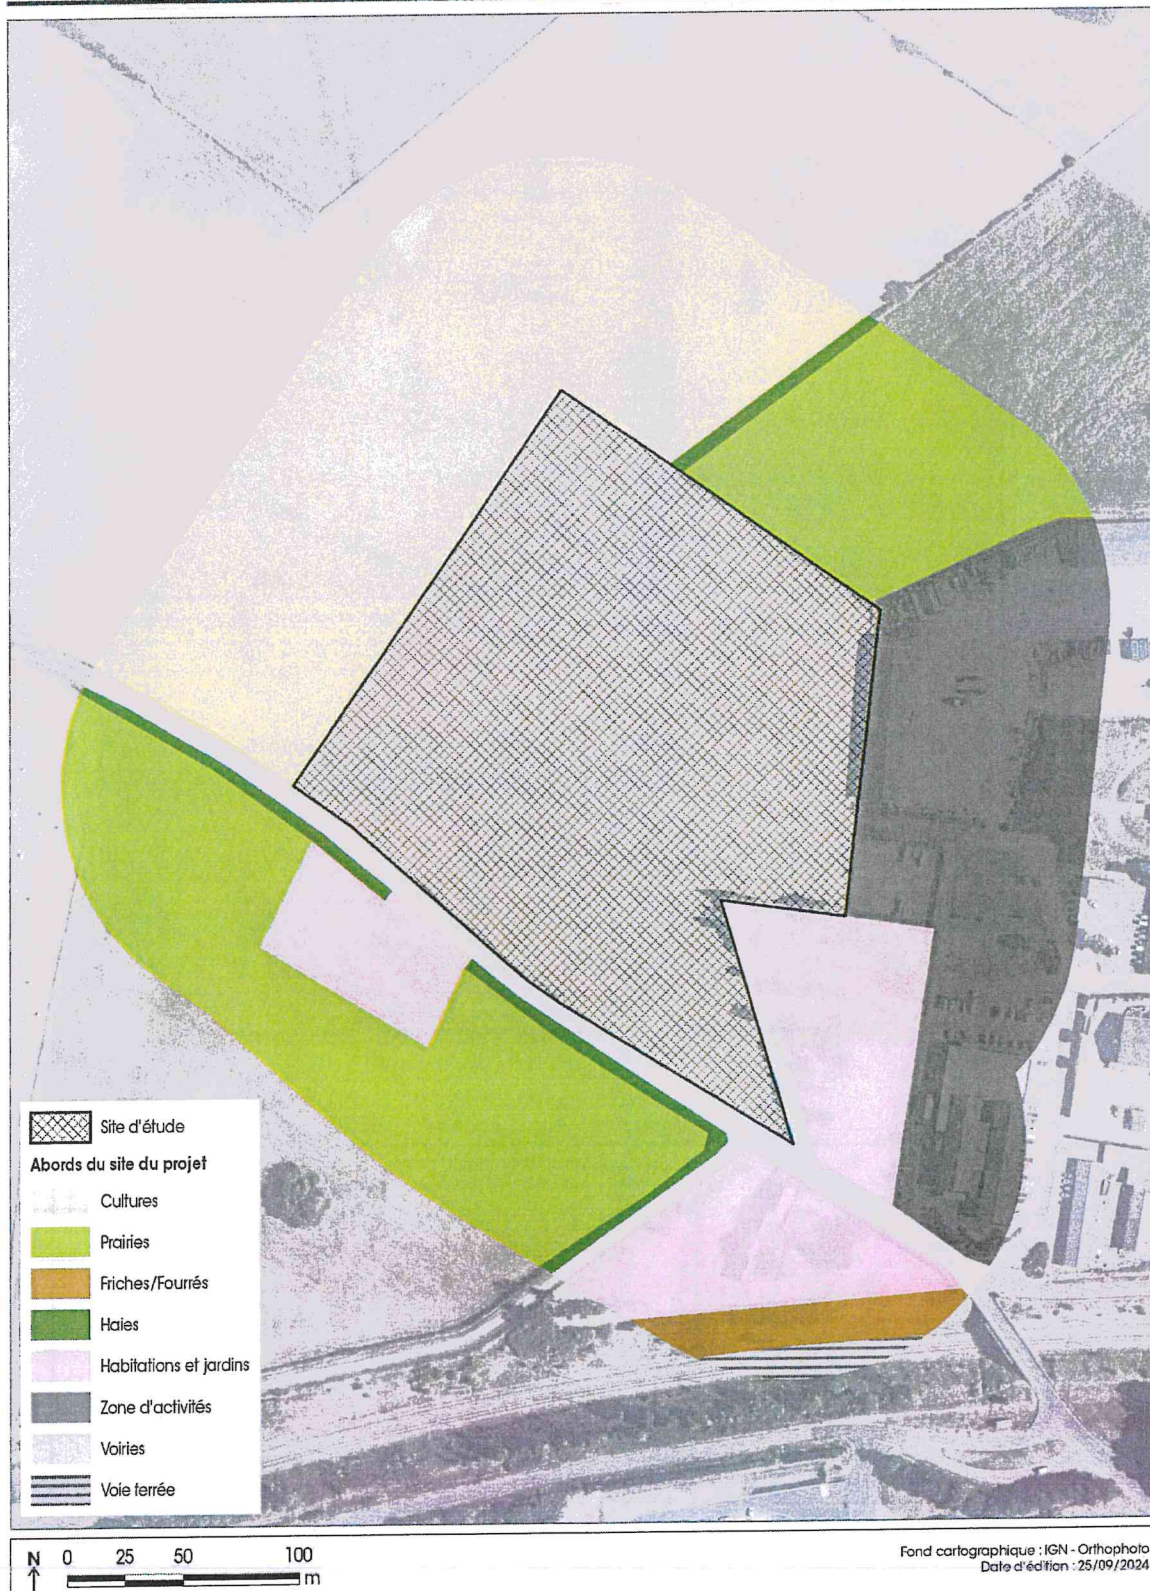 Site d'étude
Abords du site du projet
Cultures
Prairies
Friches/Fourrés
Haies
Habitations et jardins
Zone d'activités
Voiries
Voie ferrée
N 0 25 50 100
m
Fond cartographique : IGN - Orthophoto
Date d'édition : 25/09/2024